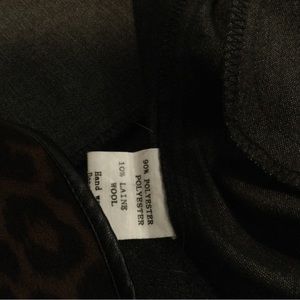 90% POLYESTER
POLYESTER
10% LAINE
WOOL
Hand